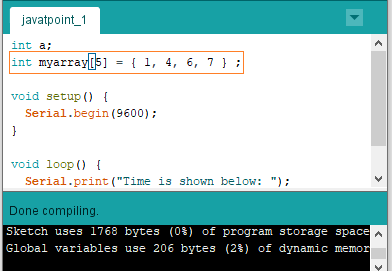 javatpoint_1
int a;
int myarray[5] = { 1, 4, 6, 7 } ;
void setup() {
Serial.begin(9600);
}
void loop() {
Serial.print("Time is shown below: ");
Done compiling.
Sketch uses 1768 bytes (0%) of program storage space
Global variables use 206 bytes (2%) of dynamic memor